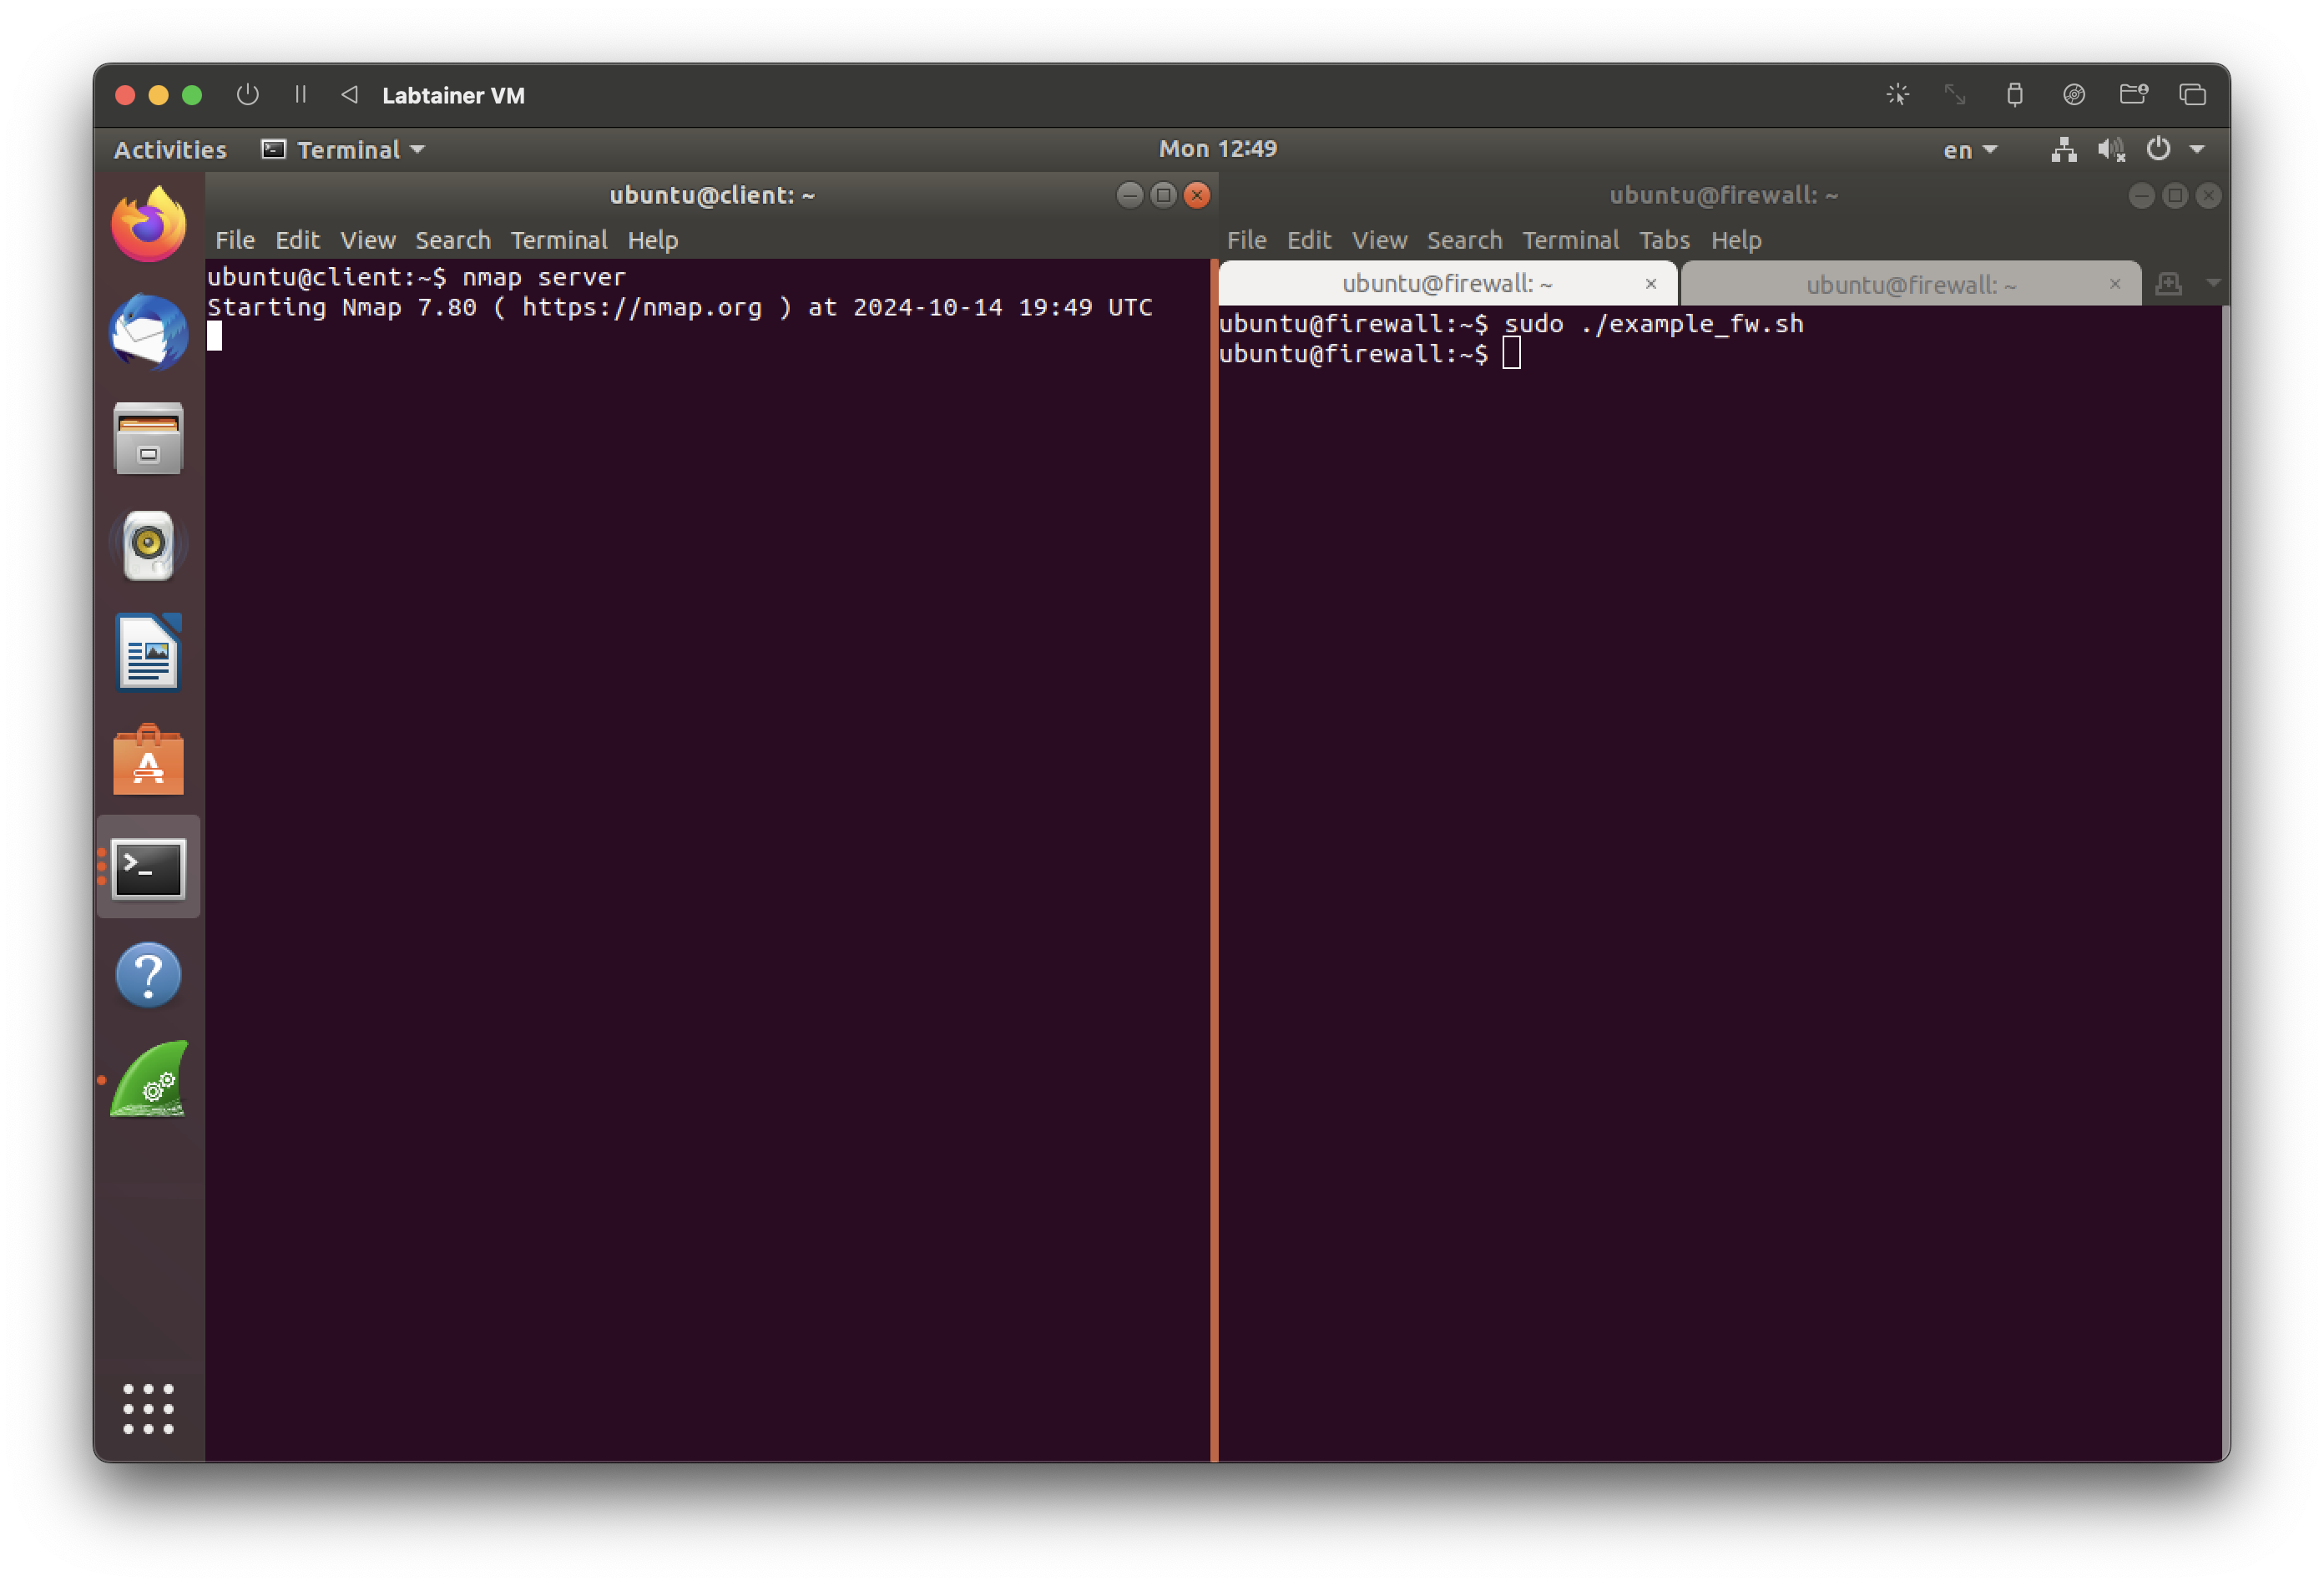 Labtainer VM
Activities Terminal Mon 12:49 en
ubuntu@client: ~
File Edit View Search Terminal Help
ubuntu@client:~$ nmap server
Starting Nmap 7.80 ( https://nmap.org ) at 2024-10-14 19:49 UTC
ubuntu@firewall: ~
File Edit View Search Terminal Tabs Help
ubuntu@firewall: ~ × ubuntu@firewall: ~ ×
ubuntu@firewall:~$ sudo ./example_fw.sh
ubuntu@firewall:~$